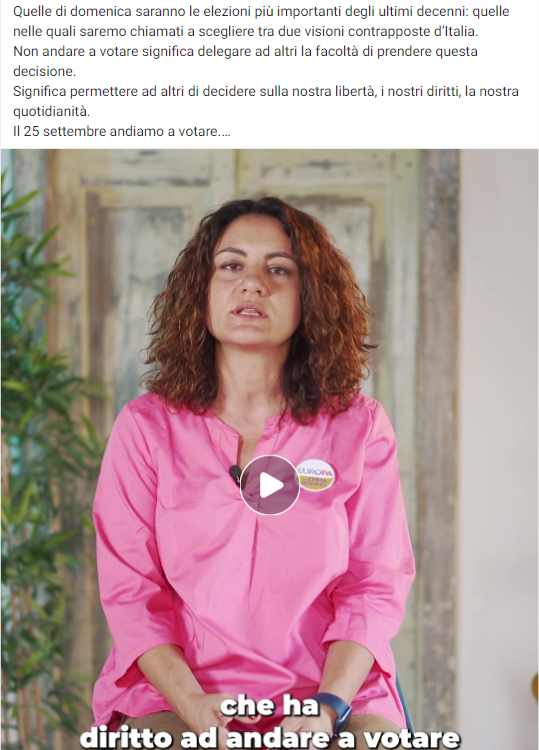 Quelle di domenica saranno le elezioni più importanti degli ultimi decenni: quelle
nelle quali saremo chiamati a scegliere tra due visioni contrapposte d’Italia.
Non andare a votare significa delegare ad altri la facoltà di prendere questa
decisione.
Significa permettere ad altri di decidere sulla nostra libertà, i nostri diritti, la nostra
quotidianità.
Il 25 settembre andiamo a votare....
EUROPA
che ha
diritto ad andare a votare